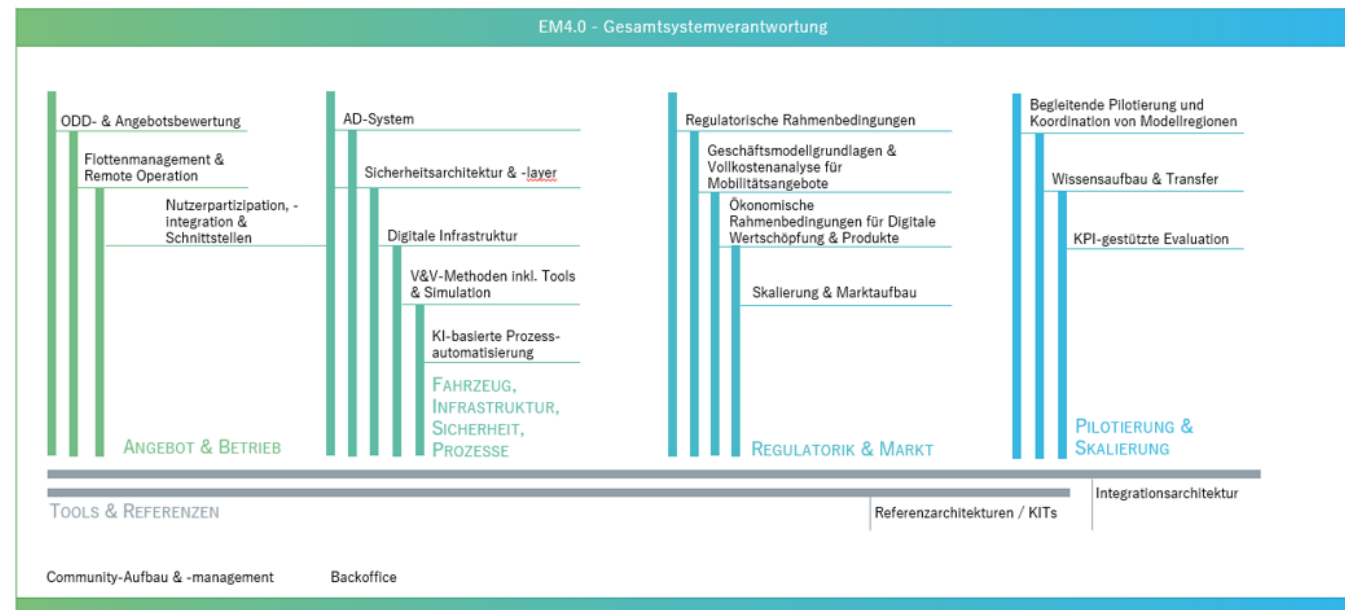 EM4.0 - Gesamtsystemverantwortung
ODD- & Angebotsbewertung
Flottenmanagement &
Remote Operation
Nutzerpartizipation, -
integration &
Schnittstellen
ANGEBOT & BETRIEB
AD-System
Sicherheitsarchitektur & -layer
Digitale Infrastruktur
V&V-Methoden inkl. Tools
& Simulation
KI-basierte Prozess-
automatisierung
FAHRZEUG,
INFRASTRUKTUR,
SICHERHEIT,
PROZESSE
Regulatorische Rahmenbedingungen
Geschäftsmodellgrundlagen &
Vollkostenanalyse für
Mobilitätsangebote
Ökonomische
Rahmenbedingungen für Digitale
Wertschöpfung & Produkte
Skalierung & Marktaufbau
REGULATORIK & MARKT
Begleitende Pilotierung und
Koordination von Modellregionen
Wissensaufbau & Transfer
KPI-gestützte Evaluation
PILOTIERUNG &
SKALIERUNG
TOOLS & REFERENZEN
Referenzarchitekturen / KITs
Integrationsarchitektur
Community-Aufbau & -management
Backoffice